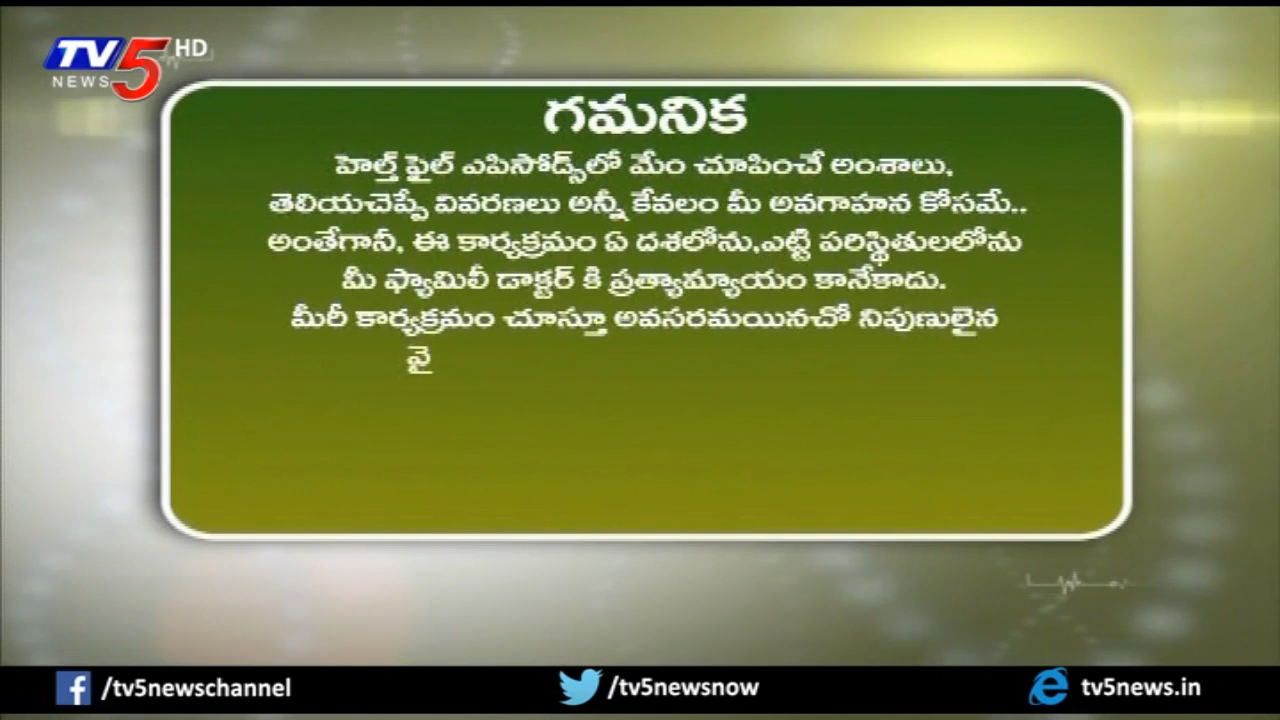 TV5 HD
NEWS
గమనిక
హెల్త్ ఫైల్ ఎపిసోడ్స్‌లో మేం చూపించే అంశాలు,
తెలియచెప్పే వివరణలు అన్నీ కేవలం మీ అవగాహన కోసమే..
అంతేగానీ, ఈ కార్యక్రమం ఏ దశలోను,ఎట్టి పరిస్థితులలోను
మీ ఫ్యామిలీ డాక్టర్ కి ప్రత్యామ్యాయం కానేకాదు.
మీరీ కార్యక్రమం చూస్తూ అవసరమయినచో నిపుణులైన
వై
/tv5newschannel
/tv5newsnow
tv5news.in